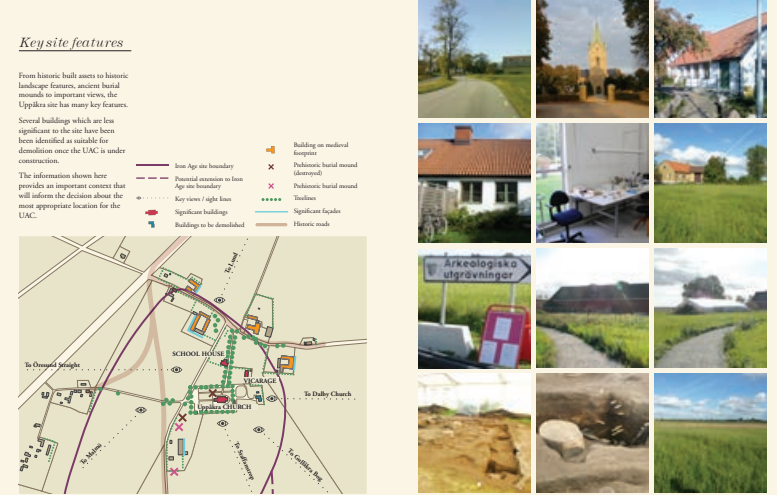 Key site features
From historic built assets to historic
landscape features, ancient burial
mounds to important views, the
Uppåkra site has many key features.
Several buildings which are less
significant to the site have been
been identified as suitable for
demolition once the UAC is under
construction.
The information shown here
provides an important context that
will inform the decision about the
most appropriate location for the
UAC.
Iron Age site boundary
Potential extension to Iron
Age site boundary
Key views / sight lines
Significant buildings
Buildings to be demolished
Building on medieval
footprint
Prehistoric burial mound
(destroyed)
Prehistoric burial mound
Treelines
Significant façades
Historic roads
To Lund
SCHOOL HOUSE
To Öresund Straight
VICARAGE
To Dalby Church
Uppåkra CHURCH
To Malmö
To Staffanstorp
Arkeologiska
utgrävningar